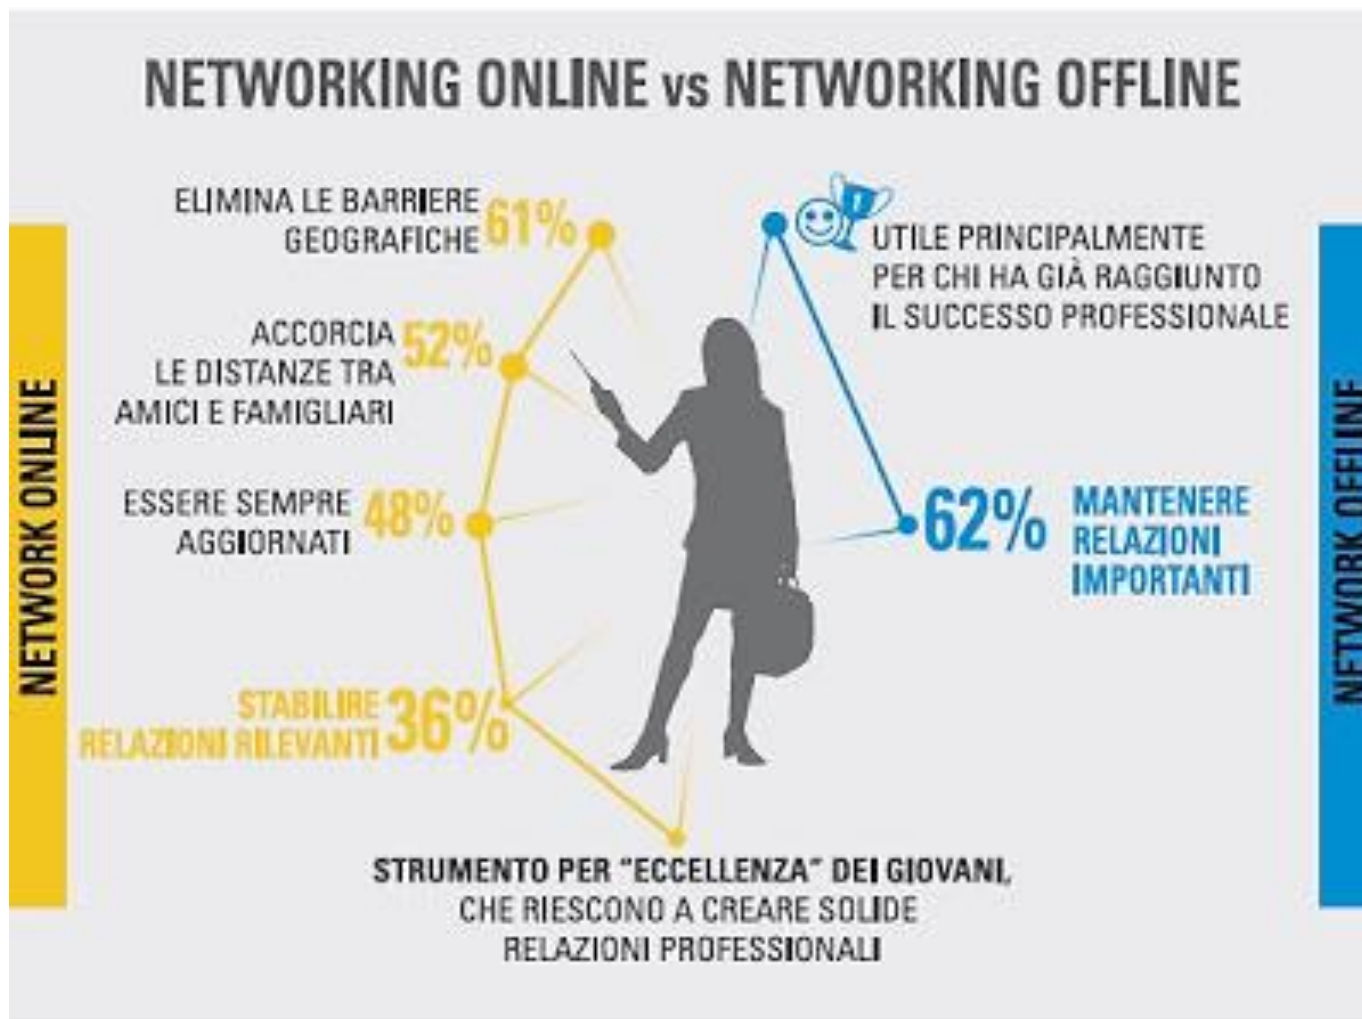 NETWORKING ONLINE vs NETWORKING OFFLINE
NETWORK ONLINE
ELIMINA LE BARRIERE
GEOGRAFICHE
61%
ACCORCIA
LE DISTANZE TRA
AMICI E FAMIGLIARI
52%
ESSERE SEMPRE
AGGIORNATI
48%
STABILIRE
RELAZIONI RILEVANTI
36%
STRUMENTO PER “ECCELLENZA” DEI GIOVANI,
CHE RIESCONO A CREARE SOLIDE
RELAZIONI PROFESSIONALI
UTILE PRINCIPALMENTE
PER CHI HA GIÀ RAGGIUNTO
IL SUCCESSO PROFESSIONALE
62%
MANTENERE
RELAZIONI
IMPORTANTI
NETWORK OFFLINE